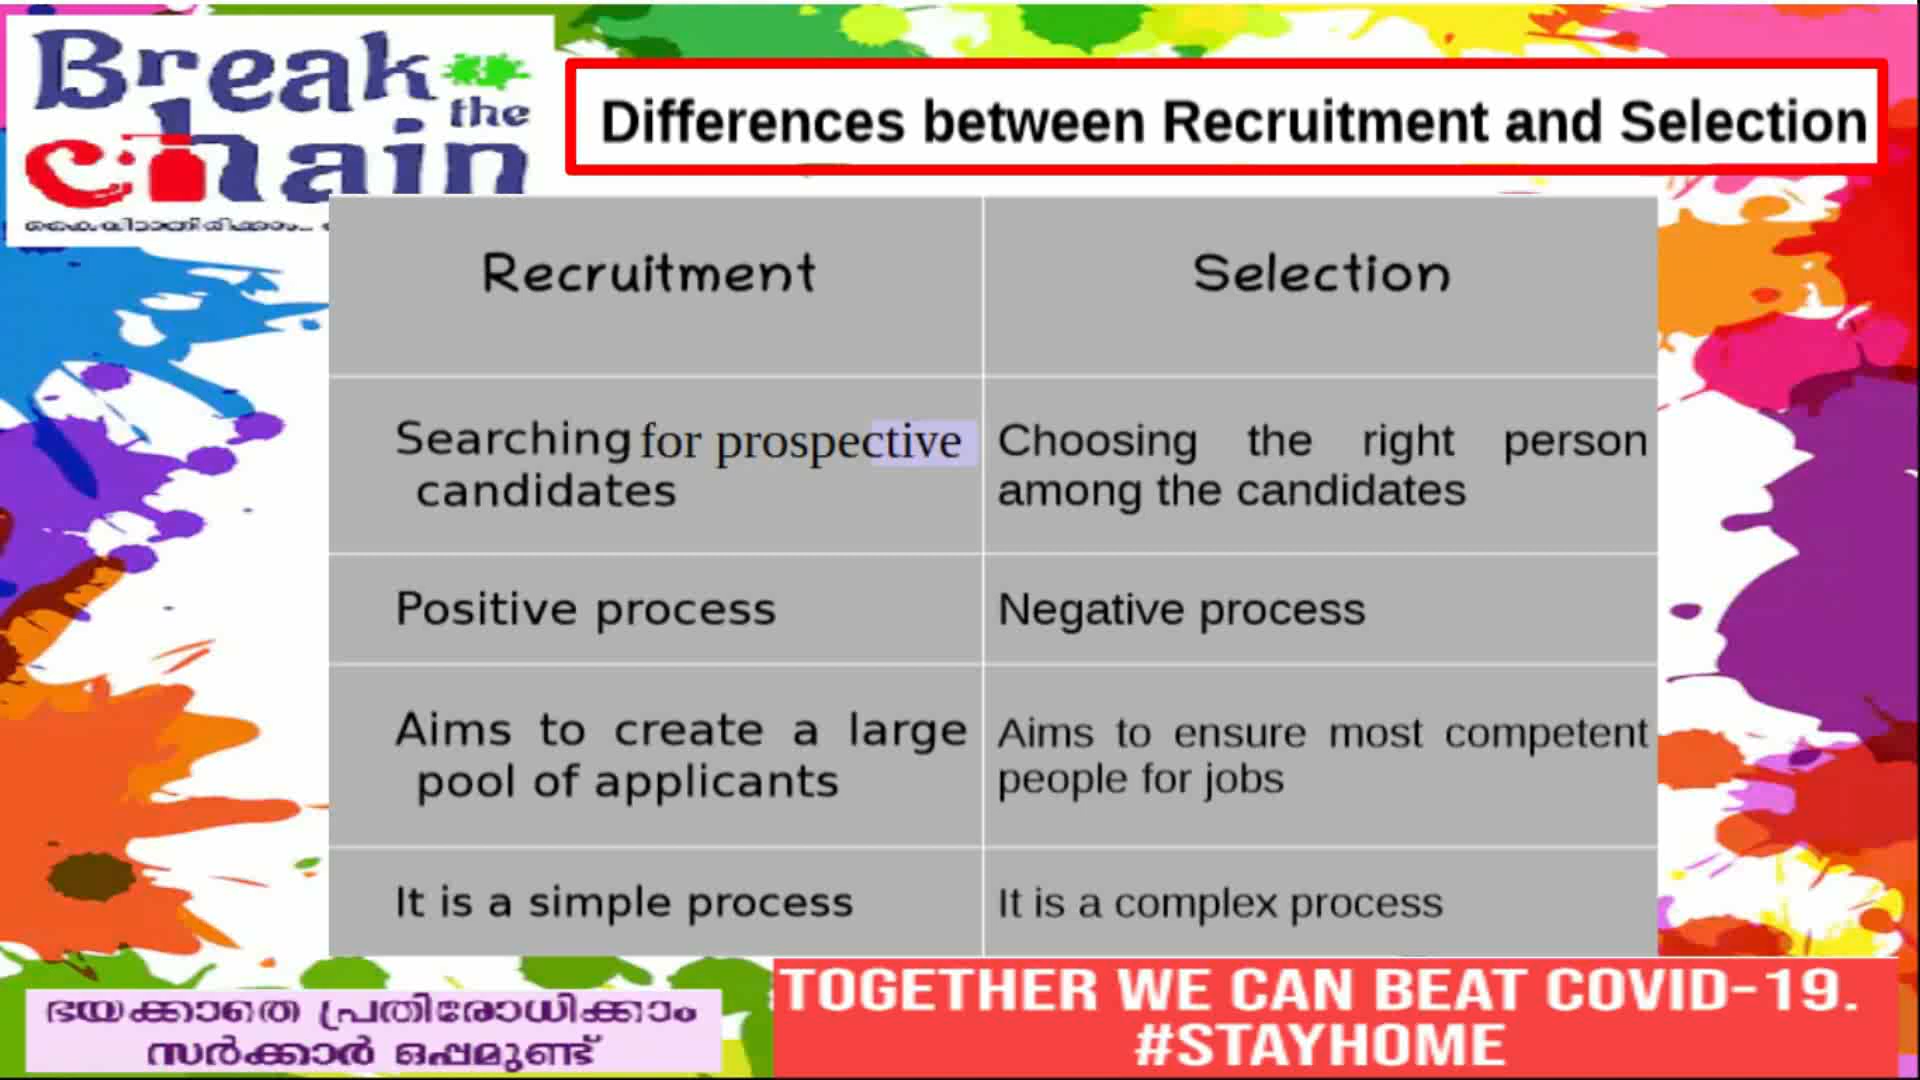 Break
the
chain
കൈവിടാതിരിക്കാം..
Differences between Recruitment and Selection
Recruitment
Selection
Searching for prospective
candidates
Choosing the right person
among the candidates
Positive process
Negative process
Aims to create a large
pool of applicants
Aims to ensure most competent
people for jobs
It is a simple process
It is a complex process
ഭയക്കാതെ പ്രതിരോധിക്കാം
സർക്കാർ ഒപ്പമുണ്ട്
TOGETHER WE CAN BEAT COVID-19.
#STAYHOME